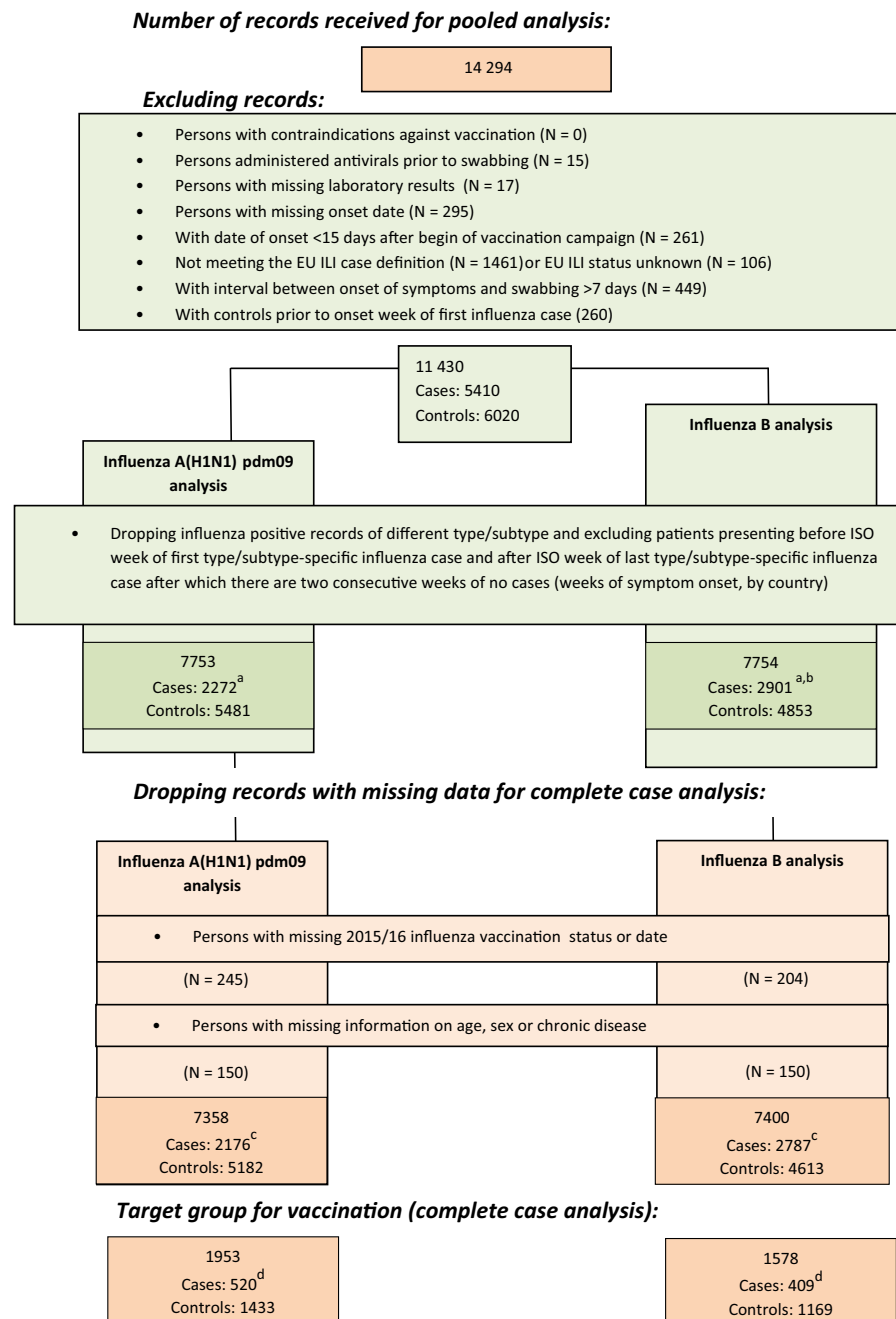 Number of records received for pooled analysis:
14 294
Excluding records:
• Persons with contraindications against vaccination (N = 0)
• Persons administered antivirals prior to swabbing (N = 15)
• Persons with missing laboratory results (N = 17)
• Persons with missing onset date (N = 295)
• With date of onset <15 days after begin of vaccination campaign (N = 261)
• Not meeting the EU ILI case definition (N = 1461)or EU ILI status unknown (N = 106)
• With interval between onset of symptoms and swabbing >7 days (N = 449)
• With controls prior to onset week of first influenza case (260)
11 430
Cases: 5410
Controls: 6020
Influenza A(H1N1) pdm09
analysis
Influenza B analysis
• Dropping influenza positive records of different type/subtype and excluding patients presenting before ISO
week of first type/subtype-specific influenza case and after ISO week of last type/subtype-specific influenza
case after which there are two consecutive weeks of no cases (weeks of symptom onset, by country)
7753
Cases: 2272a
Controls: 5481
7754
Cases: 2901a,b
Controls: 4853
Dropping records with missing data for complete case analysis:
Influenza A(H1N1) pdm09
analysis
Influenza B analysis
• Persons with missing 2015/16 influenza vaccination status or date
(N = 245)
(N = 204)
• Persons with missing information on age, sex or chronic disease
(N = 150)
(N = 150)
7358
Cases: 2176c
Controls: 5182
7400
Cases: 2787c
Controls: 4613
Target group for vaccination (complete case analysis):
1953
Cases: 520d
Controls: 1433
1578
Cases: 409d
Controls: 1169